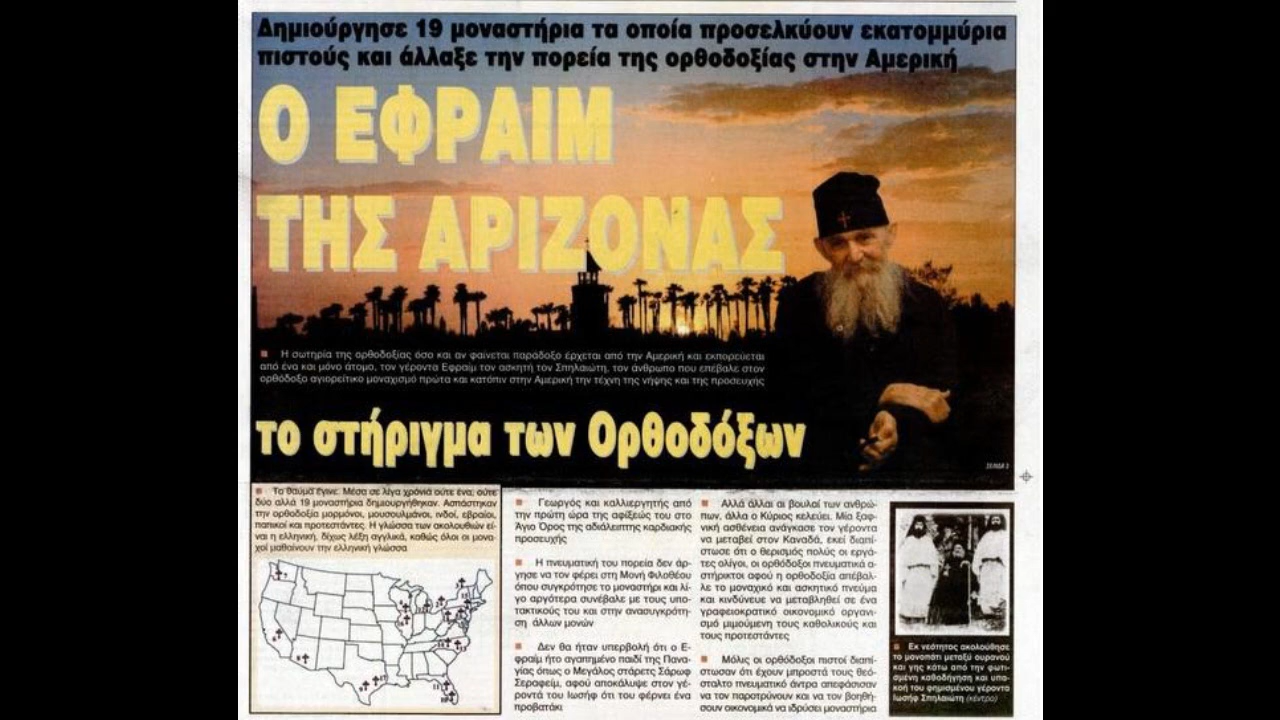 Δημιούργησε 19 μοναστήρια τα οποία προσελκύουν εκατομμύρια
πιστούς και άλλαξε την πορεία της ορθοδοξίας στην Αμερική
Ο ΕΦΡΑΙΜ
ΤΗΣ ΑΡΙΖΟΝΑΣ
Η σωτηρία της ορθοδοξίας όσο και αν φαίνεται παράδοξο έρχεται από την Αμερική και εκπορεύεται
από ένα και μόνο άτομο, τον γέροντα Εφραίμ τον ασκητή τον Σπηλαιώτη, τον άνθρωπο που επέβαλε στον
ορθόδοξο αγιορείτικο μοναχισμό πρώτα και κατόπιν στην Αμερική την τέχνη της νήψης και της προσευχής
το στήριγμα των Ορθοδόξων
ΣΕΛΙΔΑ 3
Το θαύμα έγινε. Μέσα σε λίγα χρόνια ούτε ένα, ούτε
δύο αλλά 19 μοναστήρια δημιουργήθηκαν. Ασπάστηκαν
την ορθοδοξία μορμόνοι, μουσουλμάνοι, ινδοί, εβραίοι,
παπικοί και προτεστάντες. Η γλώσσα των ακολουθιών εί-
ναι η ελληνική, δίχως λέξη αγγλικά, καθώς όλοι οι μονα-
χοί μαθαίνουν την ελληνική γλώσσα
Γεωργός και καλλιεργητής από
την πρώτη ώρα της αφίξεώς του στο
Άγιο Όρος της αδιάλειπτης καρδιακής
προσευχής
Η πνευματική του πορεία δεν άρ-
γησε να τον φέρει στη Μονή Φιλοθέου
όπου συγκρότησε το μοναστήρι και λί-
γο αργότερα συνέβαλε με τους υπο-
τακτικούς του και στην ανασυγκρότη-
ση άλλων μονών
Δεν θα ήταν υπερβολή ότι ο Ε-
φραίμ ήτο αγαπημένο παιδί της Πανα-
γίας όπως ο Μεγάλος στάρετς Σάρωφ
Σεραφείμ, αφού αποκάλυψε στον γέ-
ροντά του Ιωσήφ ότι του φέρνει ένα
προβατάκι
Αλλά άλλαι αι βουλαί των ανθρώ-
πων, άλλα ο Κύριος κελεύει. Μία ξαφ-
νική ασθένεια ανάγκασε τον γέροντα
να μεταβεί στον Καναδά, εκεί διαπί-
στωσε ότι ο θερισμός πολύς οι εργά-
τες ολίγοι, οι ορθόδοξοι πνευματικά α-
στήρικτοι αφού η ορθοδοξία απέβαλ-
λε το μοναχικό και ασκητικό πνεύμα
και κινδύνευε να μεταβληθεί σε ένα
γραφειοκρατικό οικονομικό οργανι-
σμό μιμούμενη τους καθολικούς και
τους προτεστάντες
Μόλις οι ορθόδοξοι πιστοί διαπί-
στωσαν ότι έχουν μπροστά τους θεό-
σταλτο πνευματικό άντρα απεφάσισαν
να τον παροτρύνουν και να τον βοηθή-
σουν οικονομικά να ιδρύσει μοναστήρια
Εκ νεότητος ακολούθησε
το μονοπάτι μεταξύ ουρανού
και γης κάτω από την φωτι-
σμένη καθοδήγηση και υπα-
κοή του φημισμένου γέροντα
Ιωσήφ Σπηλαιώτη (κέντρο)